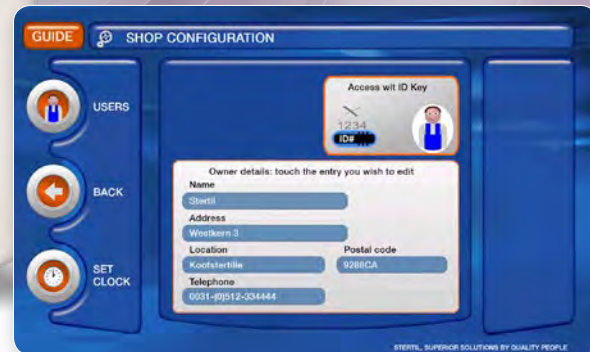 GUIDE
SHOP CONFIGURATION
USERS
BACK
SET
CLOCK
Access wit ID Key
1234
ID#
Owner details: touch the entry you wish to edit
Name
Stertil
Address
Westkern 3
Location
Postal code
Kootstertille
9288CA
Telephone
0031-(0)512-334444
STERTIL, SUPERIOR SOLUTIONS BY QUALITY PEOPLE